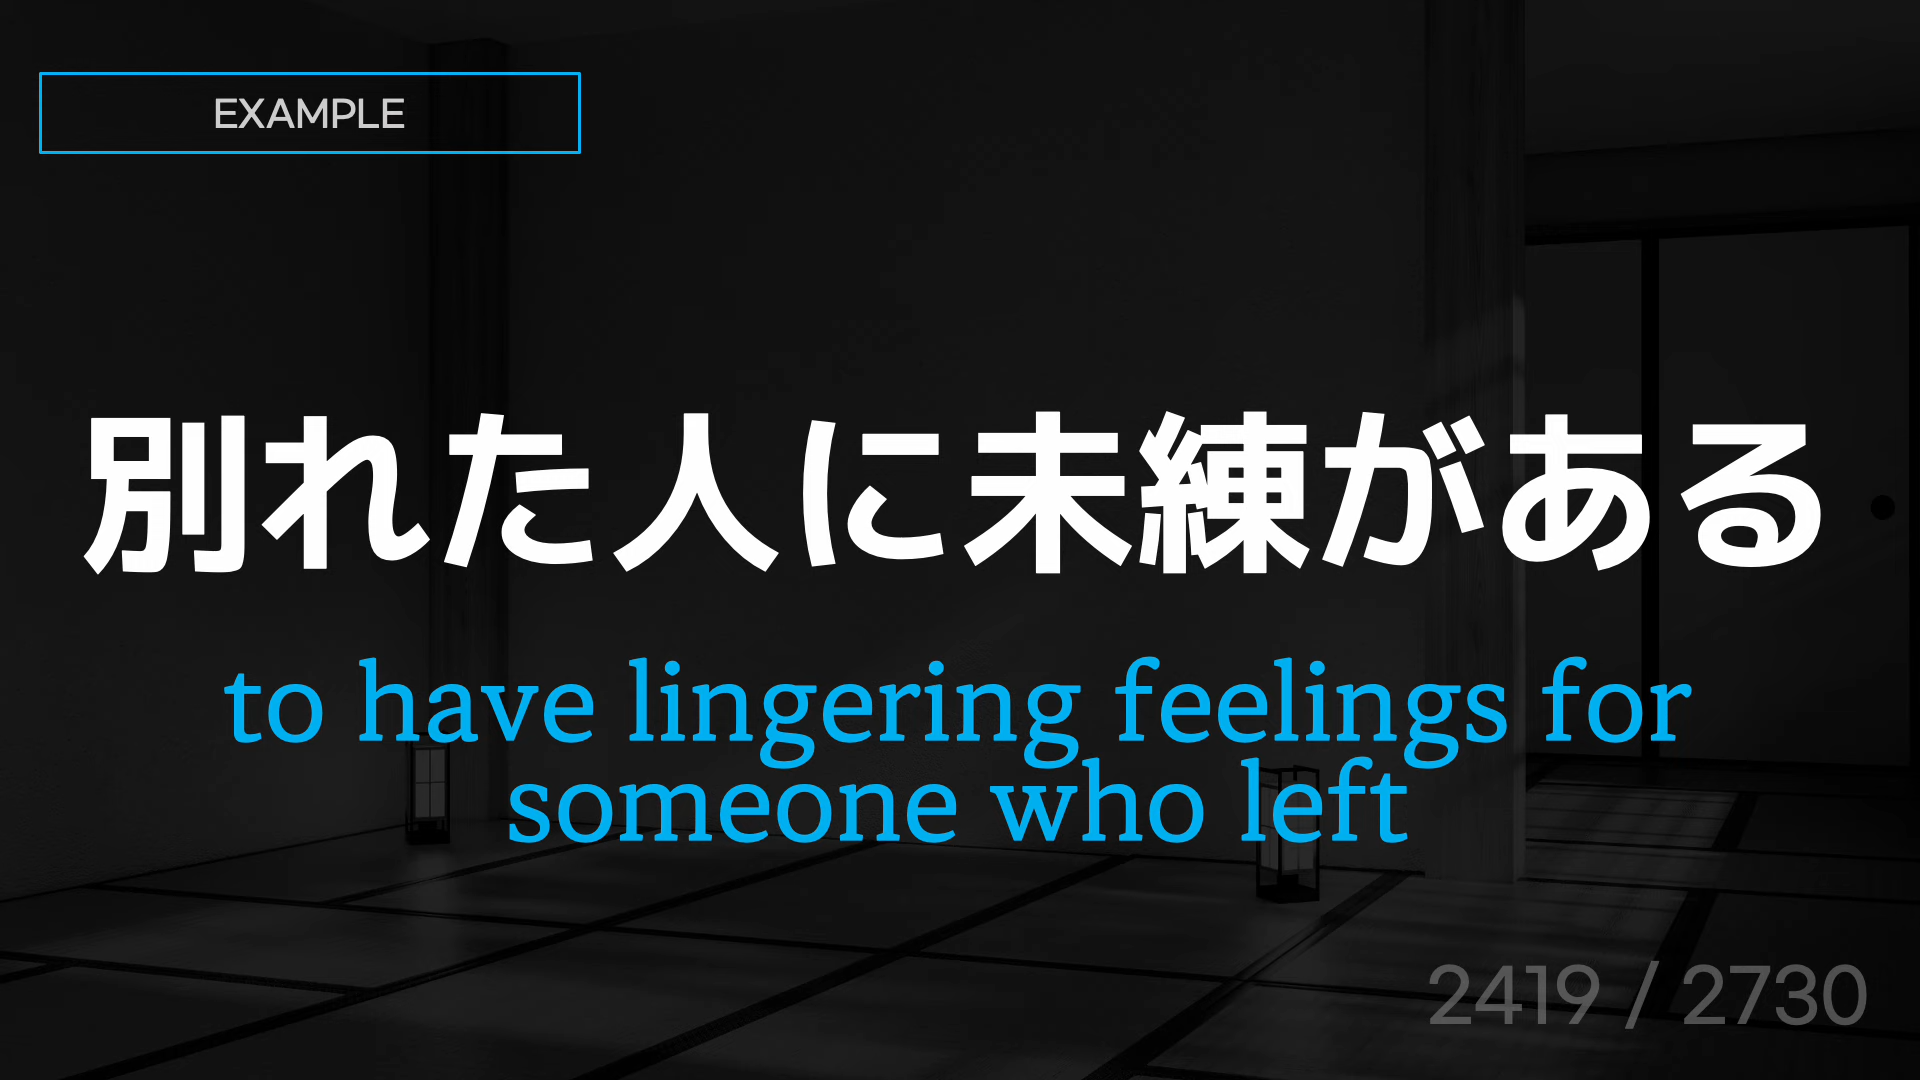 EXAMPLE
別れた人に未練がある
to have lingering feelings for
someone who left
2419 / 2730